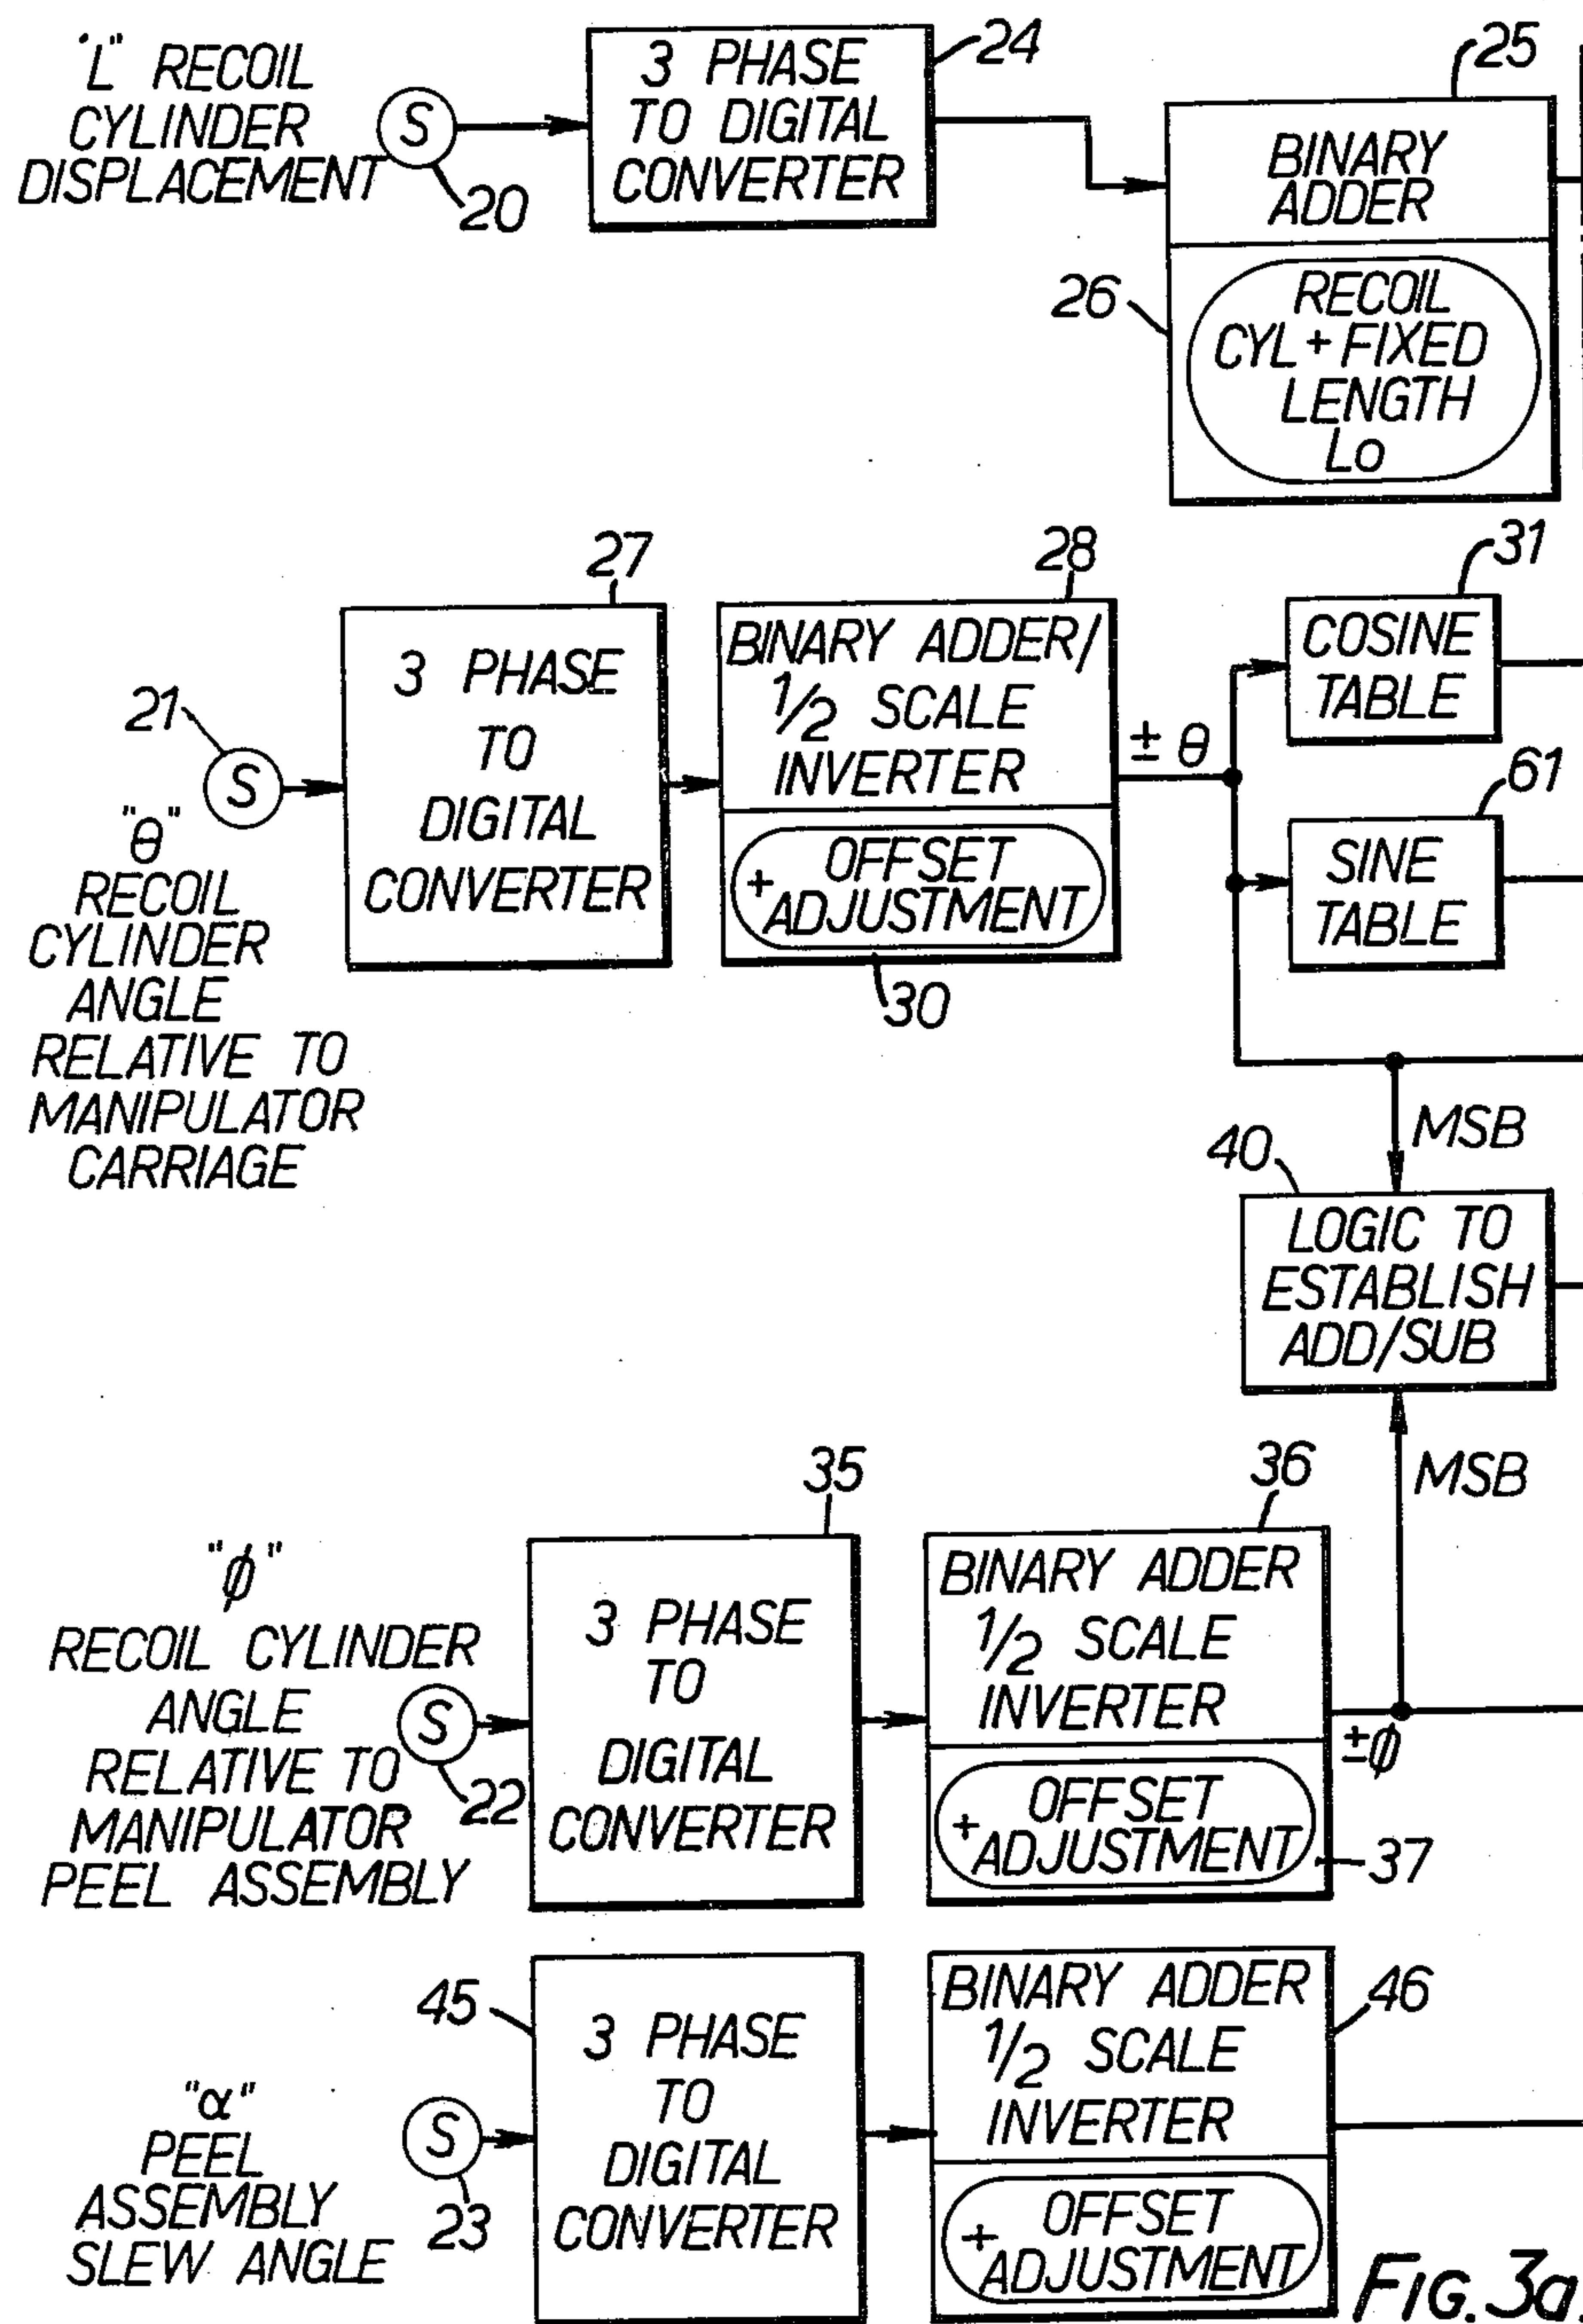 "L" RECOIL
CYLINDER
DISPLACEMENT
S
20
3 PHASE
TO DIGITAL
CONVERTER
24
25
BINARY
ADDER
26
RECOIL
CYL + FIXED
LENGTH
Lo
21
S
"θ"
RECOIL
CYLINDER
ANGLE
RELATIVE TO
MANIPULATOR
CARRIAGE
27
3 PHASE
TO
DIGITAL
CONVERTER
28
BINARY ADDER/
1/2 SCALE
INVERTER
+ OFFSET
ADJUSTMENT
30
± θ
31
COSINE
TABLE
61
SINE
TABLE
MSB
40
LOGIC TO
ESTABLISH
ADD/SUB
MSB
"ϕ"
RECOIL CYLINDER
ANGLE
RELATIVE TO
MANIPULATOR
PEEL ASSEMBLY
S
22
35
3 PHASE
TO
DIGITAL
CONVERTER
36
BINARY ADDER
1/2 SCALE
INVERTER
+ OFFSET
ADJUSTMENT
37
±ϕ
"α"
PEEL
ASSEMBLY
SLEW ANGLE
S
23
45
3 PHASE
TO
DIGITAL
CONVERTER
46
BINARY ADDER
1/2 SCALE
INVERTER
+ OFFSET
ADJUSTMENT
FIG. 3a.